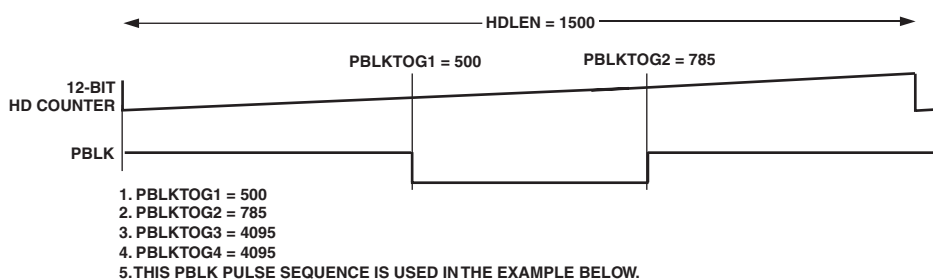 HDLEN = 1500
PBLKTOG1 = 500
PBLKTOG2 = 785
12-BIT
HD COUNTER
PBLK
1. PBLKTOG1 = 500
2. PBLKTOG2 = 785
3. PBLKTOG3 = 4095
4. PBLKTOG4 = 4095
5. THIS PBLK PULSE SEQUENCE IS USED IN THE EXAMPLE BELOW.